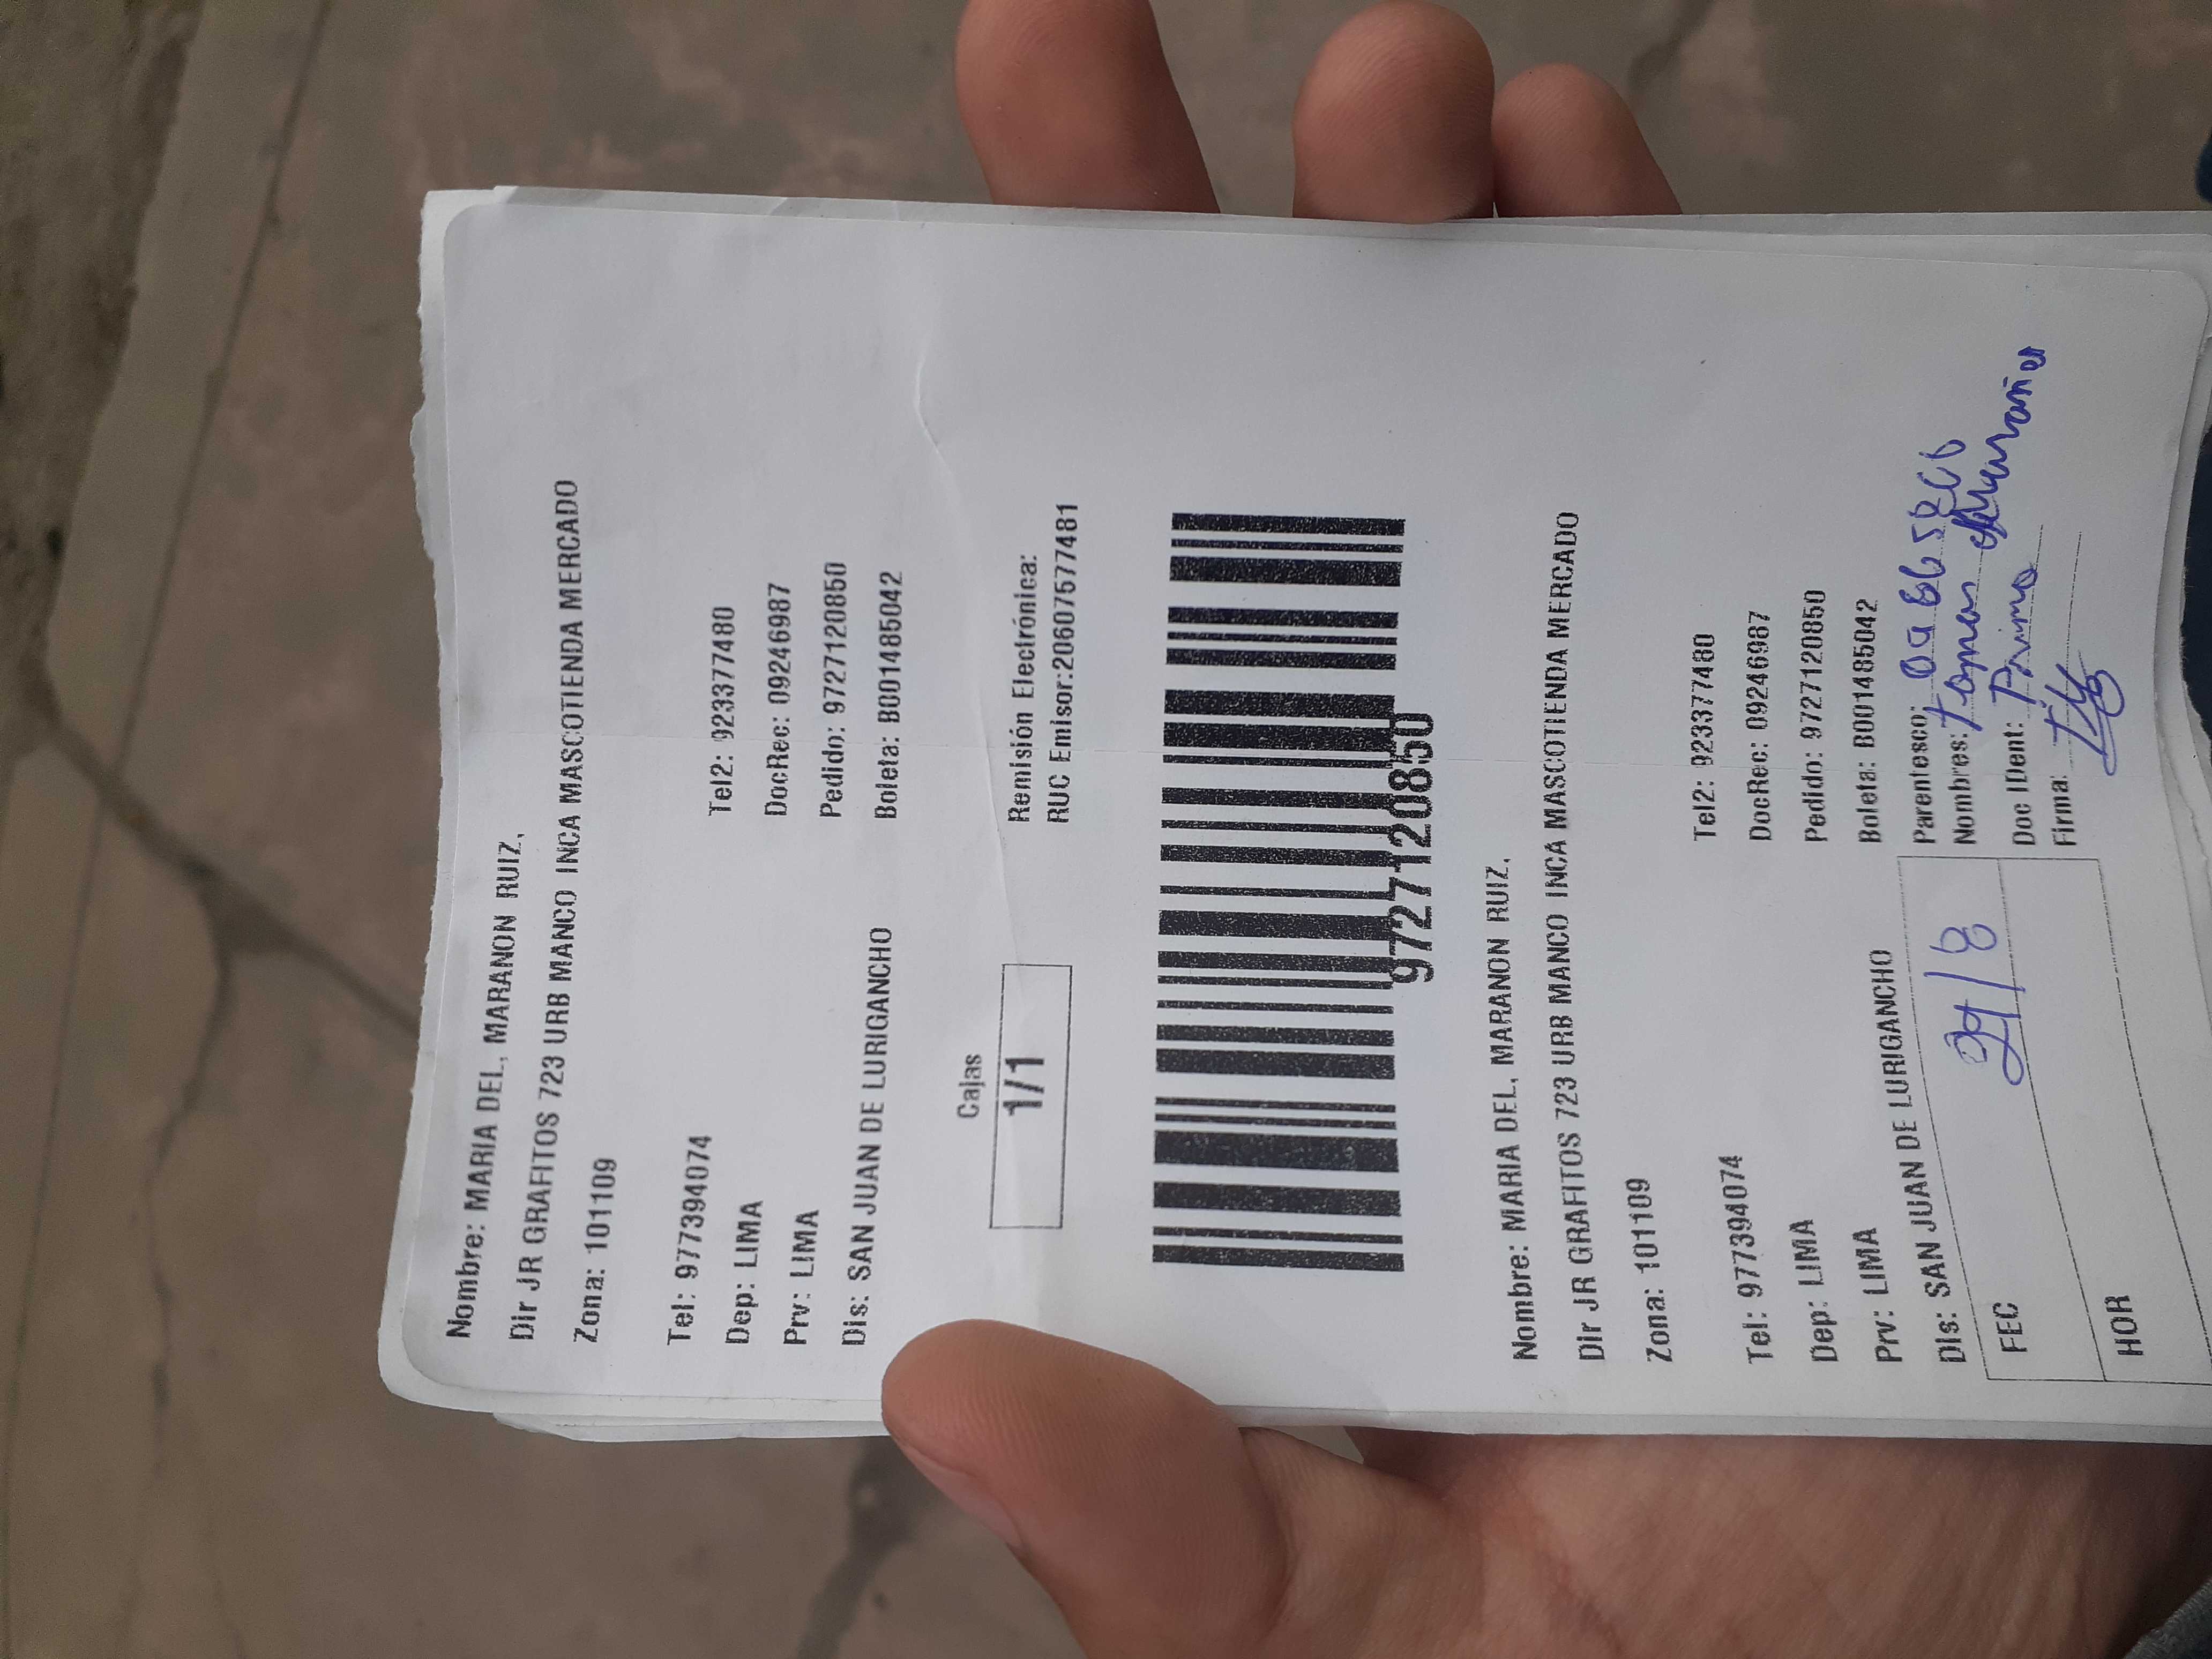 Nombre: MARIA DEL, MARANON RUIZ,
Dir JR GRAFITOS 723 URB MANCO INCA MASCOTIENDA MERCADO
Zona: 101109
Tel: 977394074 Tel2: 923377480
Dep: LIMA DocRec: 09246987
Prv: LIMA Pedido: 9727120850
Dis: SAN JUAN DE LURIGANCHO Boleta: B001485042
Cajas
1/1
Remisión Electrónica:
RUC Emisor:20607577481
9727120850
Nombre: MARIA DEL, MARANON RUIZ,
Dir JR GRAFITOS 723 URB MANCO INCA MASCOTIENDA MERCADO
Zona: 101109
Tel: 977394074 Tel2: 923377480
Dep: LIMA DocRec: 09246987
Prv: LIMA Pedido: 9727120850
Dis: SAN JUAN DE LURIGANCHO Boleta: B001485042
FEC 29/8 Parentesco:
Nombres: Marañon
Doc IDent: Primo
HOR Firma: